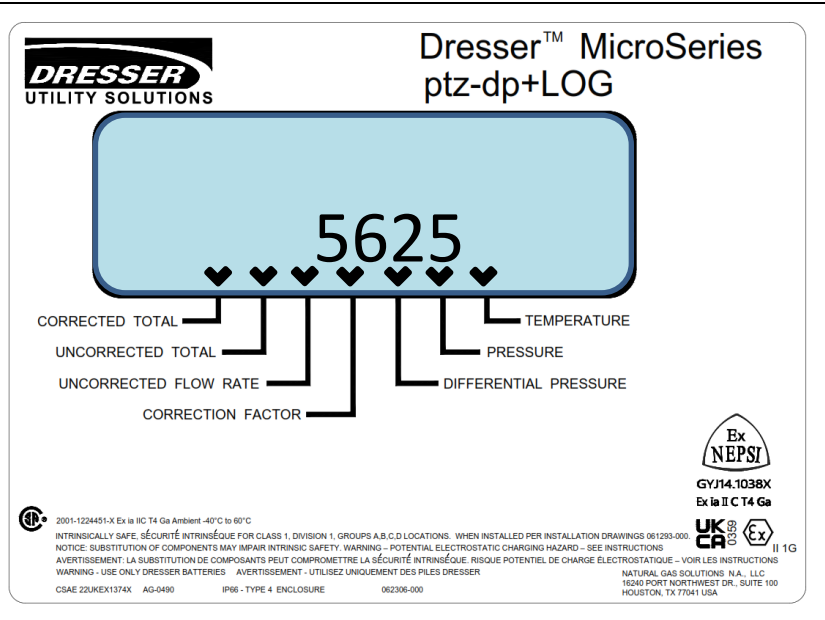 DRESSER
UTILITY SOLUTIONS
Dresser™ MicroSeries
ptz-dp+LOG
5625
CORRECTED TOTAL
TEMPERATURE
UNCORRECTED TOTAL
PRESSURE
UNCORRECTED FLOW RATE
DIFFERENTIAL PRESSURE
CORRECTION FACTOR
Ex
NEPSI
GYJ14.1038X
Ex ia II C T4 Ga
2001-1224451-X Ex ia IIC T4 Ga Ambient -40°C to 60°C
UK
CA
0359
Ex
II 1G
INTRINSICALLY SAFE, SÉCURITÉ INTRINSÉQUE FOR CLASS 1, DIVISION 1, GROUPS A,B,C,D LOCATIONS. WHEN INSTALLED PER INSTALLATION DRAWINGS 061293-000.
NOTICE: SUBSTITUTION OF COMPONENTS MAY IMPAIR INTRINSIC SAFETY. WARNING – POTENTIAL ELECTROSTATIC CHARGING HAZARD – SEE INSTRUCTIONS
AVERTISSEMENT: LA SUBSTITUTION DE COMPOSANTS PEUT COMPROMETTRE LA SÉCURITÉ INTRINSÉQUE. RISQUE POTENTIEL DE CHARGE ÉLECTROSTATIQUE – VOIR LES INSTRUCTIONS
WARNING - USE ONLY DRESSER BATTERIES AVERTISSEMENT - UTILISEZ UNIQUEMENT DES PILES DRESSER
CSAE 22UKEX1374X AG-0490 IP66 - TYPE 4 ENCLOSURE 062306-000
NATURAL GAS SOLUTIONS N.A., LLC
16240 PORT NORTHWEST DR., SUITE 100
HOUSTON, TX 77041 USA